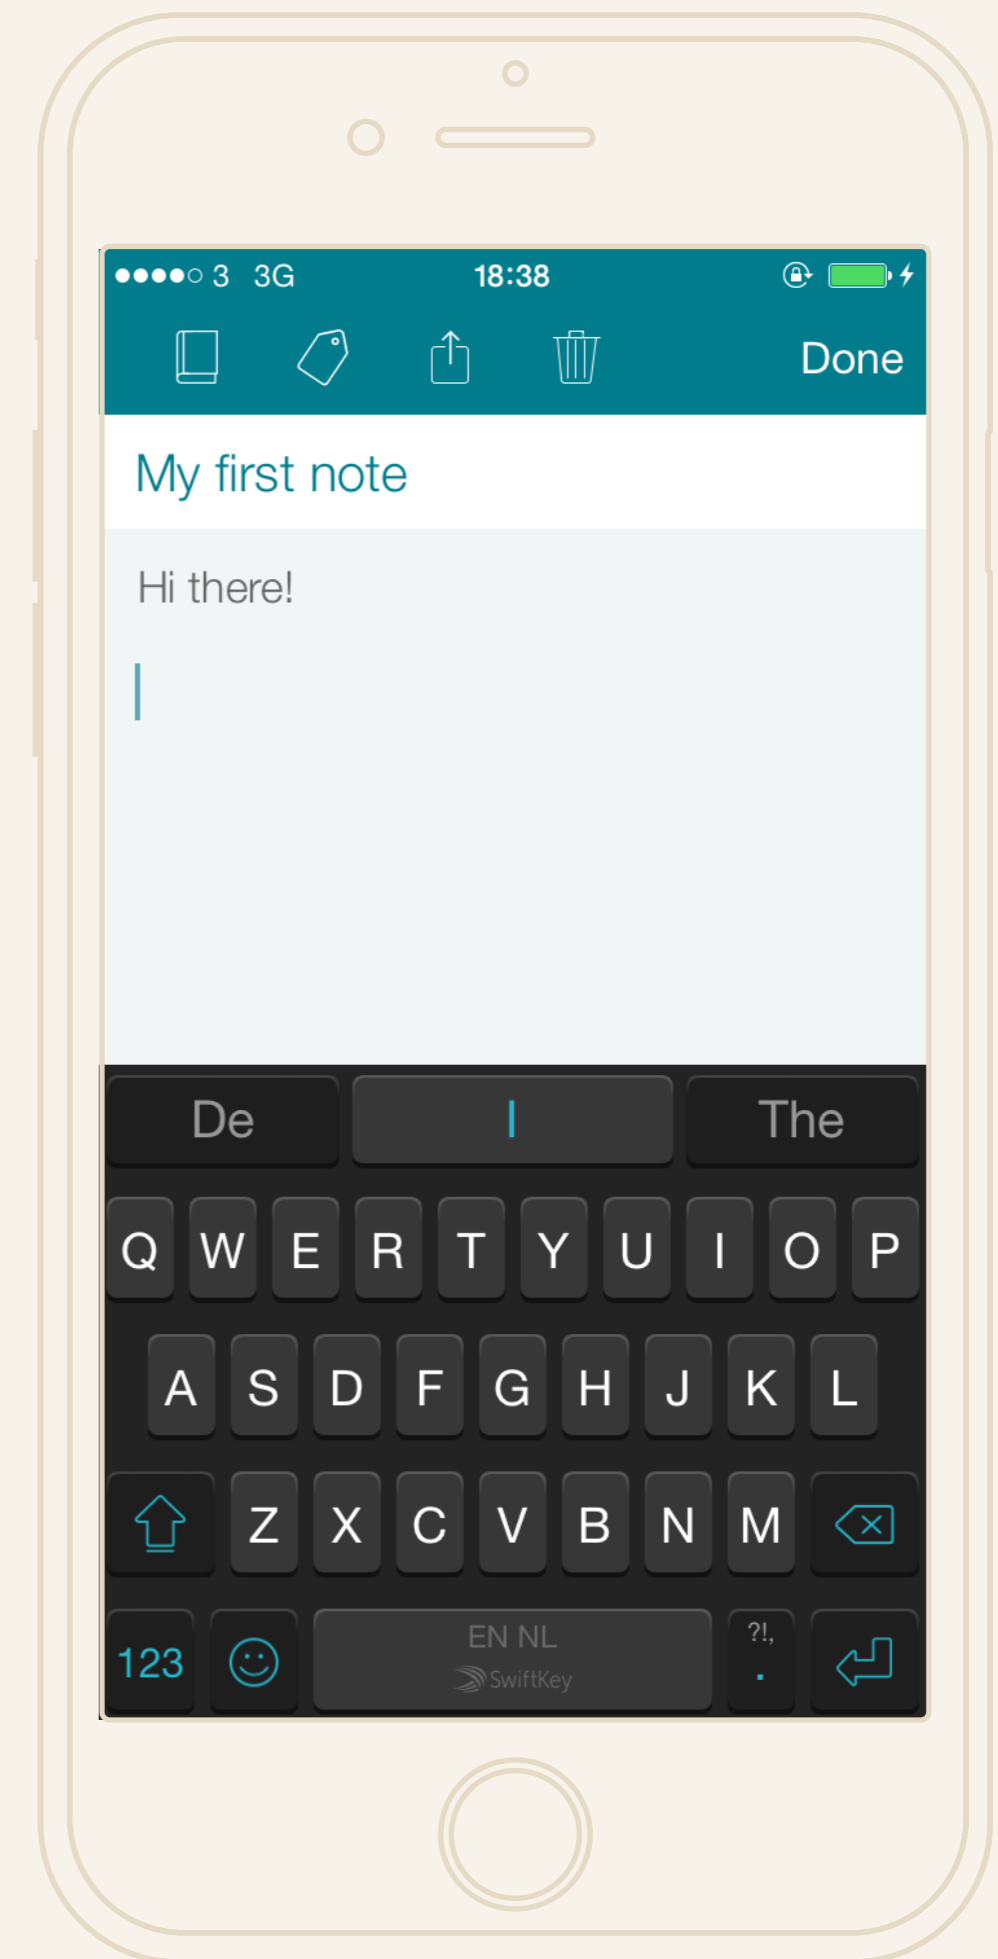 3 3G 18:38
Done
My first note
Hi there!
De I The
Q W E R T Y U I O P
A S D F G H J K L
Z X C V B N M
123 EN NL ?!, .
SwiftKey